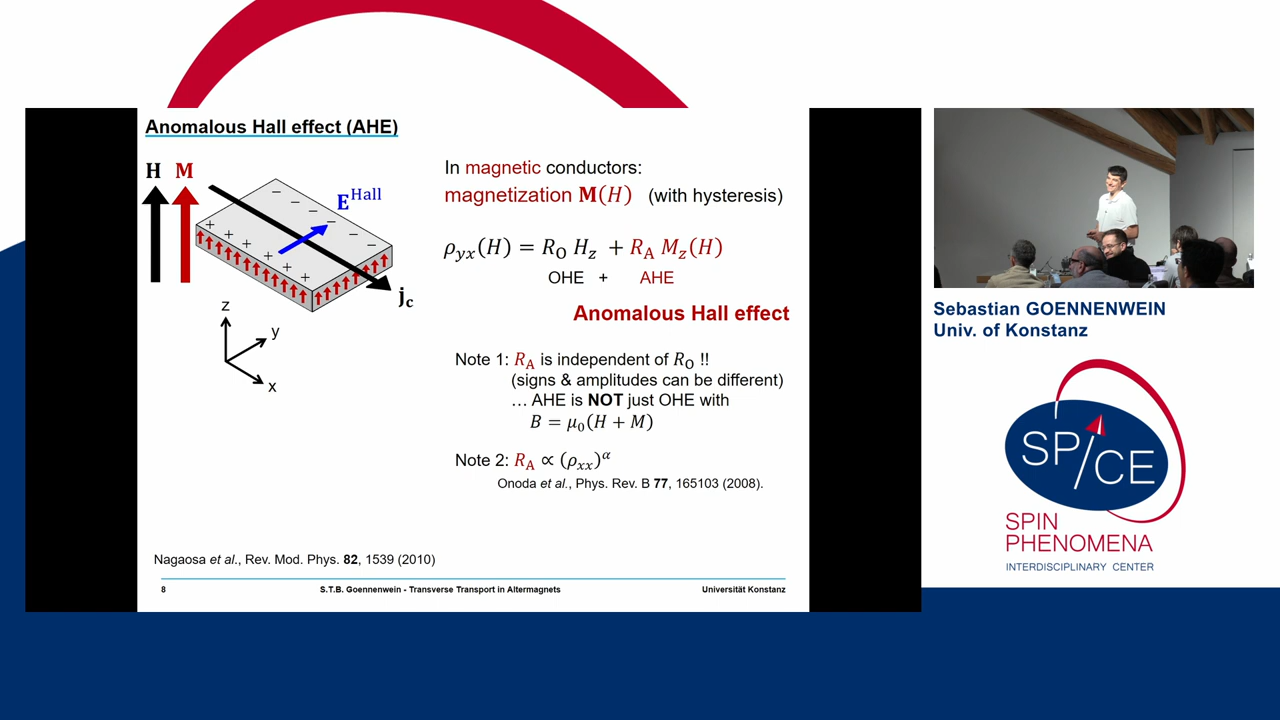 Anomalous Hall effect (AHE)
H M
E^Hall
j_c
z
y
x
In magnetic conductors:
magnetization M(H) (with hysteresis)
ρ_yx(H) = R_O H_z + R_A M_z(H)
OHE + AHE
Anomalous Hall effect
Note 1: R_A is independent of R_O !!
(signs & amplitudes can be different)
… AHE is NOT just OHE with
B = μ_0(H + M)
Note 2: R_A ∝ (ρ_xx)^α
Onoda et al., Phys. Rev. B 77, 165103 (2008).
Nagaosa et al., Rev. Mod. Phys. 82, 1539 (2010)
8 S.T.B. Goennenwein - Transverse Transport in Altermagnets Universität Konstanz
Sebastian GOENNENWEIN
Univ. of Konstanz
SP/CE
SPIN
PHENOMENA
INTERDISCIPLINARY CENTER